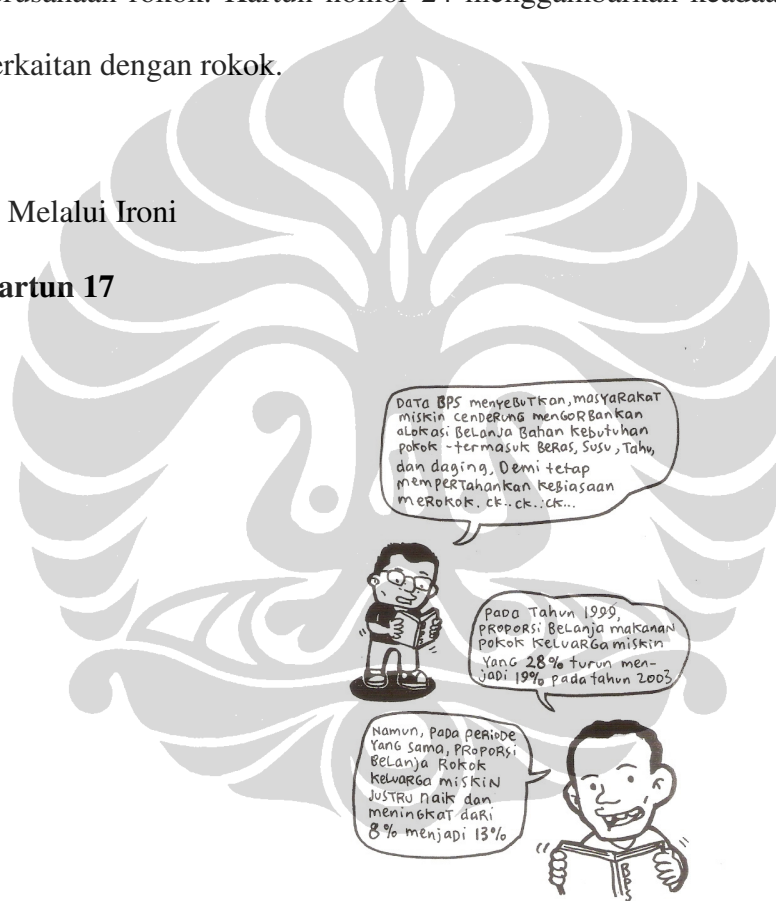 erusahaan rokok. Kartun nomor 24 menggambarkan keadaa
erkaitan dengan rokok.
Melalui Ironi
artun 17
DATA BPS menyeBuTkan, masyaRakaT
miskin cenDeRunG menGoRBankan
aLokasi BeLanJa Bahan KeButuhan
Pokok - termasuk BeRas, Susu, Tahu,
dan daging, Demi tetap
memPERTahankan KeBiasaan
meRokok. ck.. ck..:ck...
PaDa Tahun 1999,
PROPORSi BeLanja makanaN
Pokok KeLuaRGa miskin
YanG 28% turun men-
jadi 19% pada tahun 2003
Namun, PaDa PeRioDe
YanG Sama, PROPORSi
BeLanja Rokok
KeLuaRGa miSKiN
JuSTRu naik dan
meninGKaT daRi
8% menjaDi 13%
B